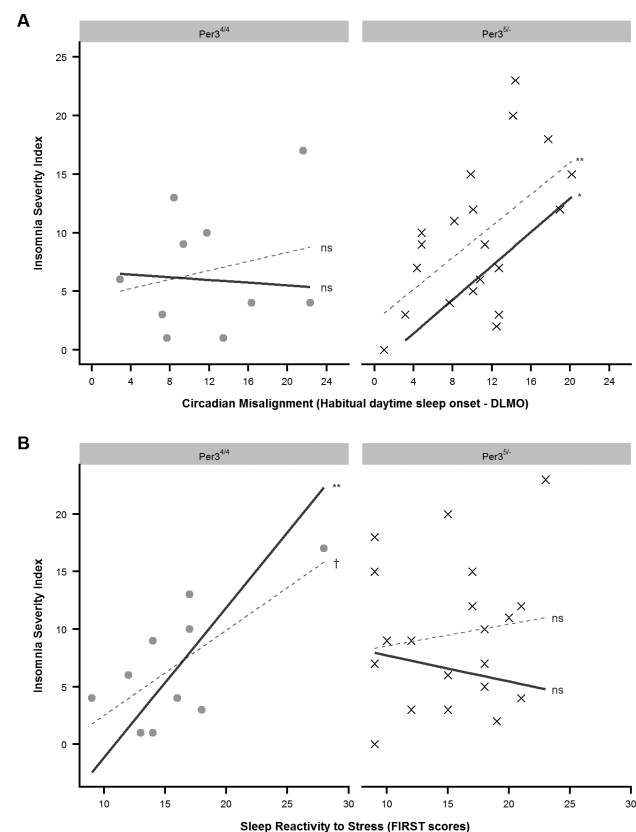 A
Per3^4/4 Per3^5/-
25
20
15
10
5
0
Insomnia Severity Index
ns
ns
**
*
0 4 8 12 16 20 24 0 4 8 12 16 20 24
Circadian Misalignment (Habitual daytime sleep onset - DLMO)
B
Per3^4/4 Per3^5/-
20
15
10
5
0
Insomnia Severity Index
**
†
ns
ns
10 15 20 25 30 10 15 20 25 30
Sleep Reactivity to Stress (FIRST scores)